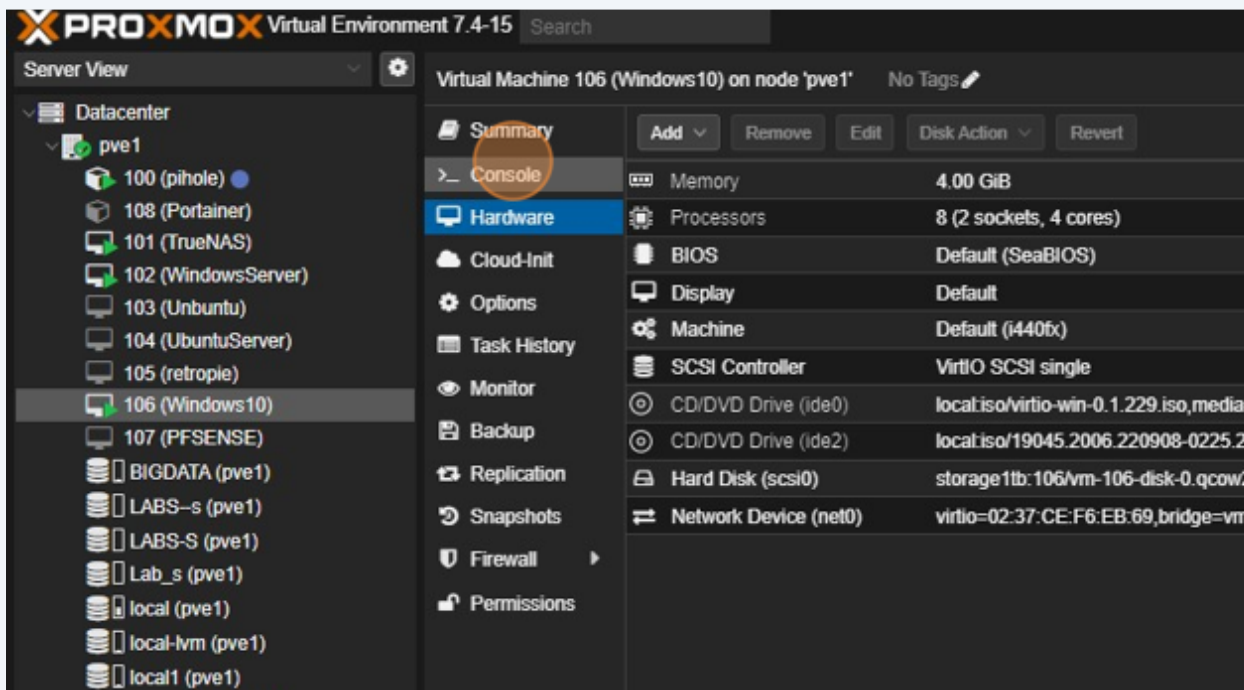 PROXMOX Virtual Environment 7.4-15 Search
Server View
Datacenter
pve1
100 (pihole)
108 (Portainer)
101 (TrueNAS)
102 (WindowsServer)
103 (Unbuntu)
104 (UbuntuServer)
105 (retropie)
106 (Windows10)
107 (PFSENSE)
BIGDATA (pve1)
LABS--s (pve1)
LABS-S (pve1)
Lab_s (pve1)
local (pve1)
local-lvm (pve1)
local1 (pve1)
Virtual Machine 106 (Windows10) on node 'pve1' No Tags
Summary
Console
Hardware
Cloud-Init
Options
Task History
Monitor
Backup
Replication
Snapshots
Firewall
Permissions
Add Remove Edit Disk Action Revert
Memory 4.00 GiB
Processors 8 (2 sockets, 4 cores)
BIOS Default (SeaBIOS)
Display Default
Machine Default (i440fx)
SCSI Controller VirtIO SCSI single
CD/DVD Drive (ide0) local:iso/virtio-win-0.1.229.iso,media
CD/DVD Drive (ide2) local:iso/19045.2006.220908-0225.2
Hard Disk (scsi0) storage1tb:106/vm-106-disk-0.qcow2
Network Device (net0) virtio=02:37:CE:F6:EB:69,bridge=vm